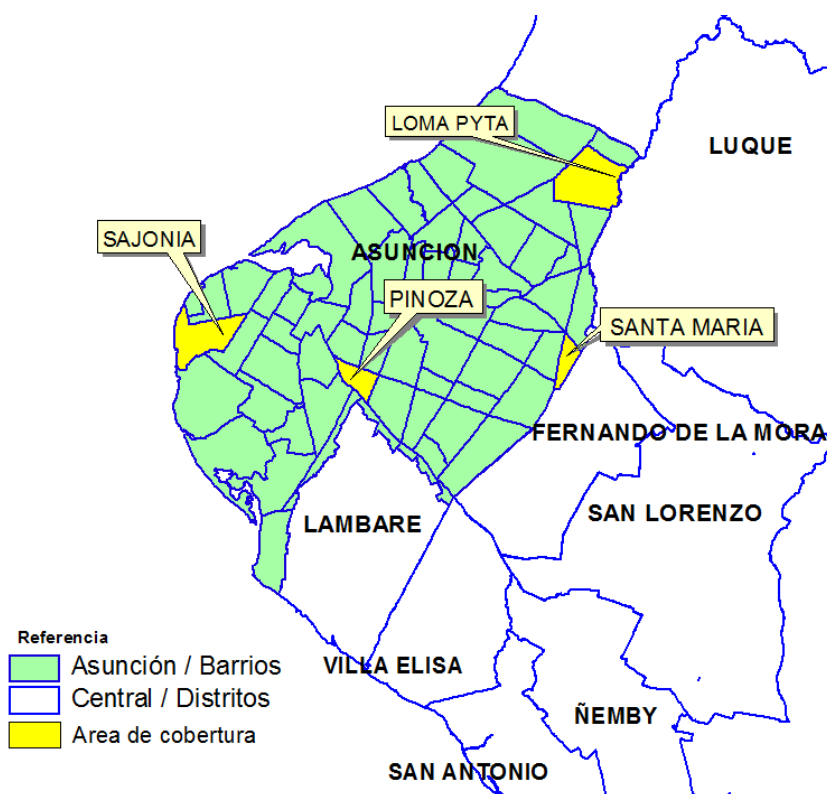 LOMA PYTA
LUQUE
SAJONIA
ASUNCION
PINOZA
SANTA MARIA
FERNANDO DE LA MORA
SAN LORENZO
LAMBARE
Referencia
Asunción / Barrios
Central / Distritos
Area de cobertura
VILLA ELISA
ÑEMBY
SAN ANTONIO